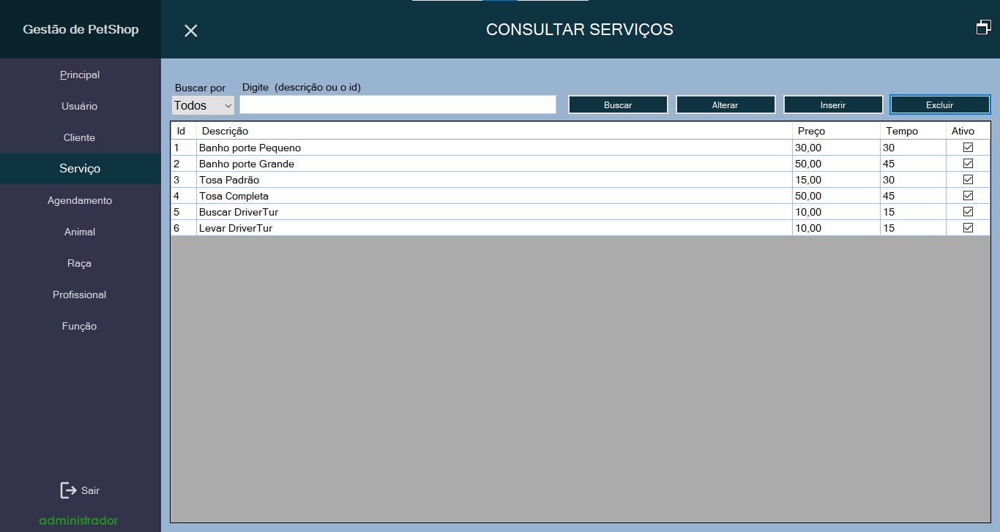 Gestão de PetShop
CONSULTAR SERVIÇOS
Principal
Usuário
Cliente
Serviço
Agendamento
Animal
Raça
Profissional
Função
Sair
administrador
Buscar por
Digite (descrição ou o id)
Todos
Buscar
Alterar
Inserir
Excluir
Id Descrição Preço Tempo Ativo
1 Banho porte Pequeno 30,00 30
2 Banho porte Grande 50,00 45
3 Tosa Padrão 15,00 30
4 Tosa Completa 50,00 45
5 Buscar DriverTur 10,00 15
6 Levar DriverTur 10,00 15